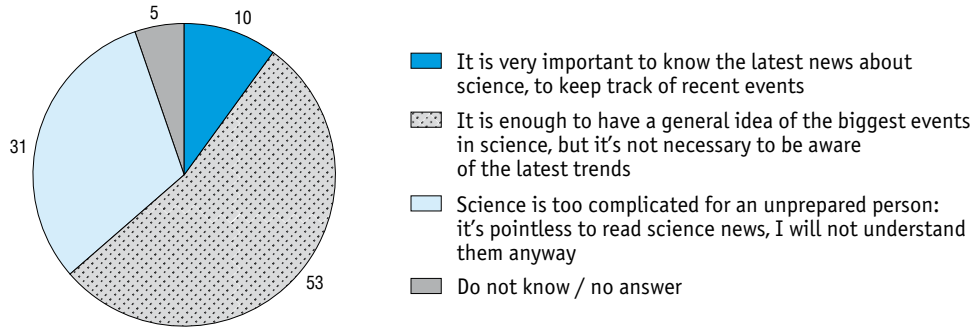 5
10
31
53
It is very important to know the latest news about
science, to keep track of recent events
It is enough to have a general idea of the biggest events
in science, but it's not necessary to be aware
of the latest trends
Science is too complicated for an unprepared person:
it's pointless to read science news, I will not understand
them anyway
Do not know / no answer